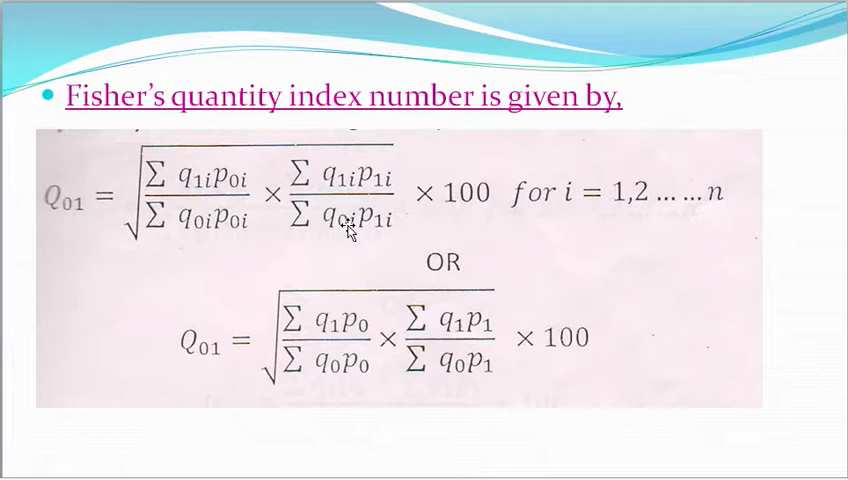 Fisher's quantity index number is given by,
Q₀₁ = √(∑ q₁ᵢp₀ᵢ / ∑ q₀ᵢp₀ᵢ × ∑ q₁ᵢp₁ᵢ / ∑ q₀ᵢp₁ᵢ) × 100 for i = 1,2 … … n
OR
Q₀₁ = √(∑ q₁p₀ / ∑ q₀p₀ × ∑ q₁p₁ / ∑ q₀p₁) × 100